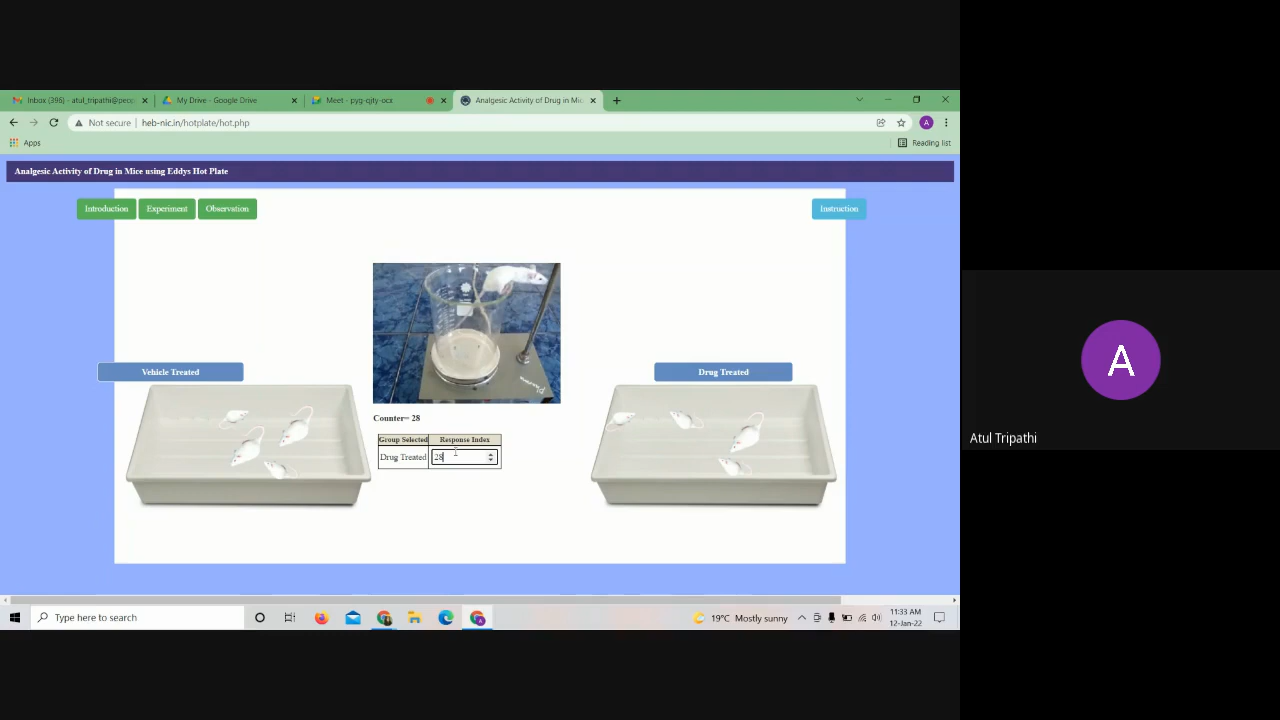 Inbox (396) - atul_tripathi@peop
My Drive - Google Drive
Meet - pyg-qjty-ocx
Analgesic Activity of Drug in Mic
Not secure | heb-nic.in/hotplate/hot.php
Apps
Reading list
Analgesic Activity of Drug in Mice using Eddys Hot Plate
Introduction
Experiment
Observation
Instruction
Vehicle Treated
Drug Treated
Counter= 28
Group Selected Response Index
Drug Treated 28
A
Atul Tripathi
Type here to search
19°C Mostly sunny
11:33 AM
12-Jan-22